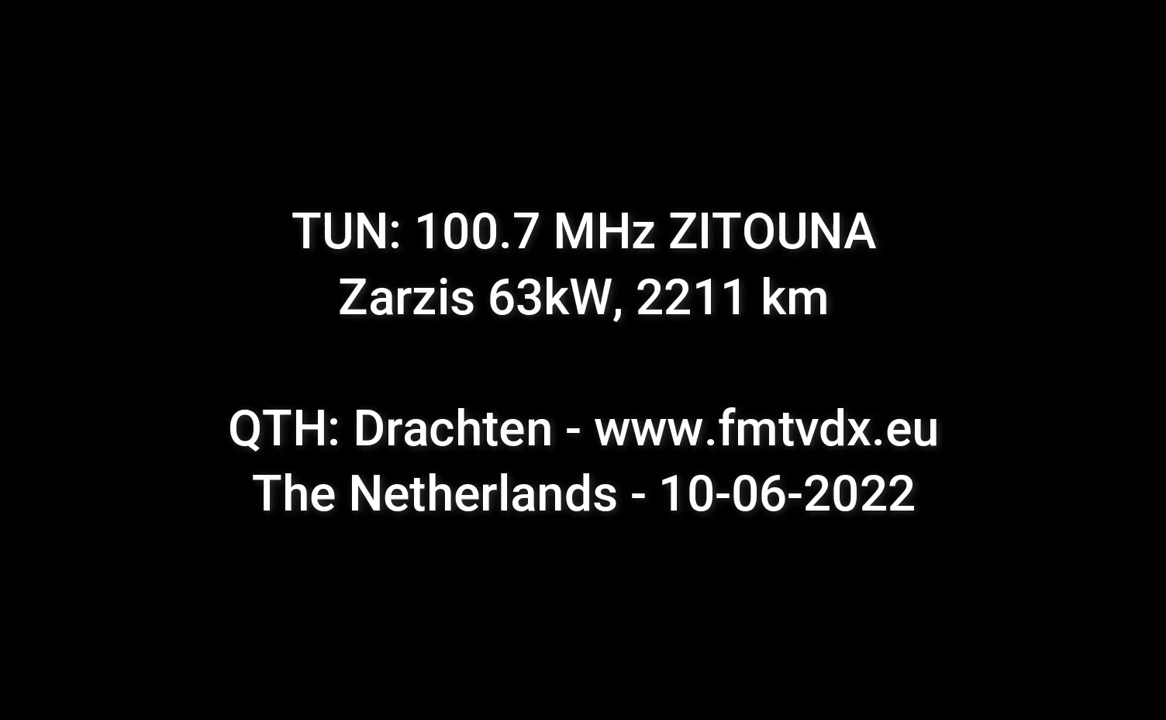 TUN: 100.7 MHz ZITOUNA
Zarzis 63kW, 2211 km
QTH: Drachten - www.fmtvdx.eu
The Netherlands - 10-06-2022